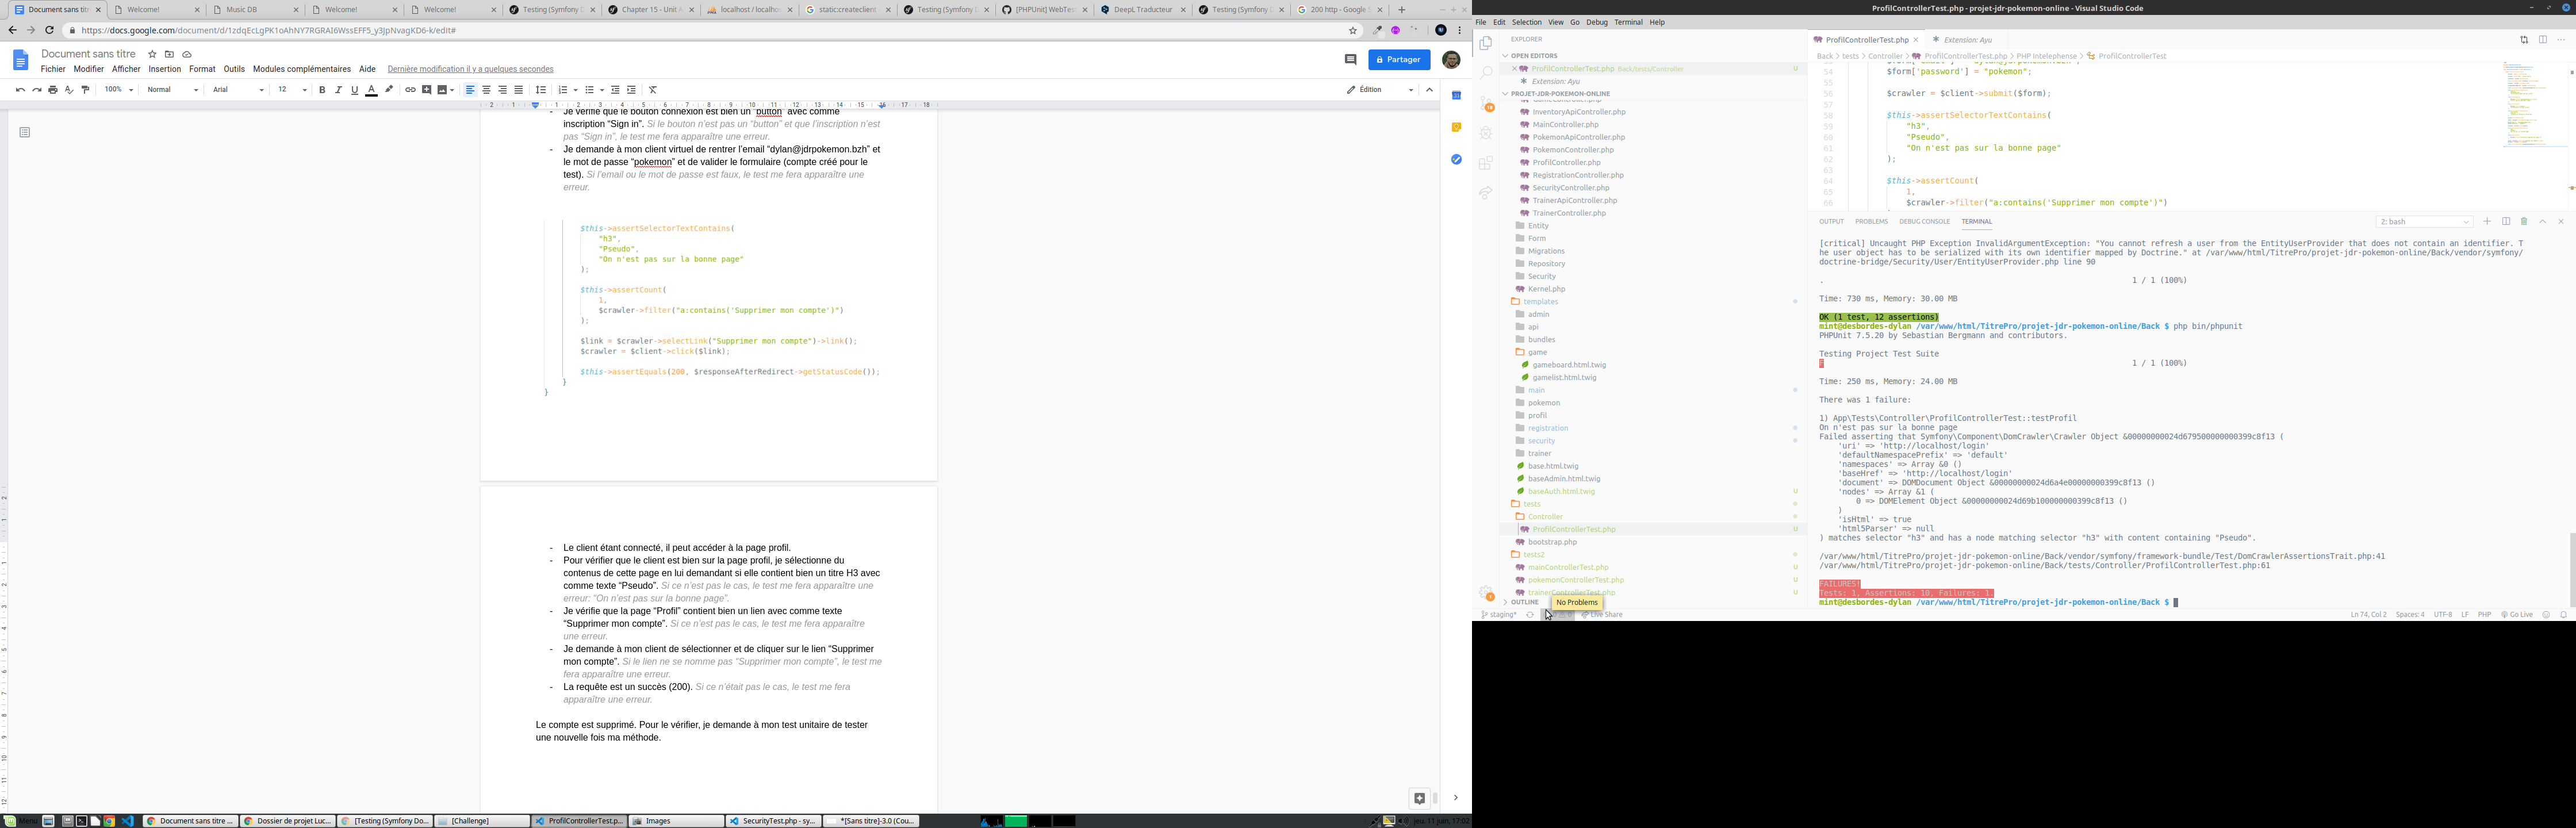 Document sans titre
Welcome!
Music DB
Welcome!
Welcome!
Testing (Symfony D
Chapter 15 - Unit
localhost / localhos
static::createclient
Testing (Symfony D
[PHPUnit] WebTes
DeepL Traducteur
Testing (Symfony D
200 http - Google S
https://docs.google.com/document/d/
Document sans titre
Partager
Fichier Modifier Afficher Insertion Format Outils Modules complémentaires Aide Dernière modification il y a quelques secondes
100% Normal Arial 12 Édition
Je vérifie que le bouton connexion est bien un “button” avec comme
inscription “Sign in”. Si le bouton n’est pas un “button” et que l’inscription n’est
pas “Sign in”, le test me fera apparaître une erreur.
- Je demande à mon client virtuel de rentrer l’email “dylan@jdrpokemon.bzh” et
le mot de passe “pokemon” et de valider le formulaire (compte créé pour le
test). Si l’email ou le mot de passe est faux, le test me fera apparaître une
erreur.
$this->assertSelectorTextContains(
"h3",
"Pseudo",
"On n'est pas sur la bonne page"
);
$this->assertCount(
1,
$crawler->filter("a:contains('Supprimer mon compte')")
);
$link = $crawler->selectLink("Supprimer mon compte")->link();
$crawler = $client->click($link);
$this->assertEquals(200, $responseAfterRedirect->getStatusCode());
}
}
- Le client étant connecté, il peut accéder à la page profil.
- Pour vérifier que le client est bien sur la page profil, je sélectionne du
contenus de cette page en lui demandant si elle contient bien un titre H3 avec
comme texte “Pseudo”. Si ce n’est pas le cas, le test me fera apparaître une
erreur: “On n’est pas sur la bonne page”.
- Je vérifie que la page “Profil” contient bien un lien avec comme texte
“Supprimer mon compte”. Si ce n’est pas le cas, le test me fera apparaître
une erreur.
- Je demande à mon client de sélectionner et de cliquer sur le lien “Supprimer
mon compte”. Si le lien ne se nomme pas “Supprimer mon compte”, le test me
fera apparaître une erreur.
- La requête est un succès (200). Si ce n’était pas le cas, le test me fera
apparaître une erreur.
Le compte est supprimé. Pour le vérifier, je demande à mon test unitaire de tester
une nouvelle fois ma méthode.
ProfilControllerTest.php - projet-jdr-pokemon-online - Visual Studio Code
File Edit Selection View Go Debug Terminal Help
EXPLORER
OPEN EDITORS
ProfilControllerTest.php Back/tests/Controller U
Extension: Ayu
PROJET-JDR-POKEMON-ONLINE
InventoryApiController.php
MainController.php
PokemonApiController.php
PokemonController.php
ProfilController.php
RegistrationController.php
SecurityController.php
TrainerApiController.php
TrainerController.php
Entity
Form
Migrations
Repository
Security
Kernel.php
templates
admin
api
bundles
game
gameboard.html.twig
gamelist.html.twig
main
pokemon
profil
registration
security
trainer
base.html.twig
baseAdmin.html.twig
baseAuth.html.twig U
tests
Controller
ProfilControllerTest.php U
bootstrap.php
tests2
mainControllerTest.php U
pokemonControllerTest.php U
trainerControllerTest.php U
OUTLINE
No Problems
ProfilControllerTest.php
Extension: Ayu
Back > tests > Controller > ProfilControllerTest.php > PHP Intelephense > ProfilControllerTest
54 $form['password'] = "pokemon";
55
56 $crawler = $client->submit($form);
57
58 $this->assertSelectorTextContains(
59 "h3",
60 "Pseudo",
61 "On n'est pas sur la bonne page"
62 );
63
64 $this->assertCount(
65 1,
66 $crawler->filter("a:contains('Supprimer mon compte')")
OUTPUT PROBLEMS DEBUG CONSOLE TERMINAL 2: bash
[critical] Uncaught PHP Exception InvalidArgumentException: "You cannot refresh a user from the EntityUserProvider that does not contain an identifier. T
he user object has to be serialized with its own identifier mapped by Doctrine." at /var/www/html/TitrePro/projet-jdr-pokemon-online/Back/vendor/symfony/
doctrine-bridge/Security/User/EntityUserProvider.php line 90
. 1 / 1 (100%)
Time: 730 ms, Memory: 30.00 MB
OK (1 test, 12 assertions)
mint@desbordes-dylan /var/www/html/TitrePro/projet-jdr-pokemon-online/Back $ php bin/phpunit
PHPUnit 7.5.20 by Sebastian Bergmann and contributors.
Testing Project Test Suite
F 1 / 1 (100%)
Time: 250 ms, Memory: 24.00 MB
There was 1 failure:
1) App\Tests\Controller\ProfilControllerTest::testProfil
On n'est pas sur la bonne page
Failed asserting that Symfony\Component\DomCrawler\Crawler Object &00000000024d679500000000399c8f13 (
'uri' => 'http://localhost/login'
'defaultNamespacePrefix' => 'default'
'namespaces' => Array &0 ()
'baseHref' => 'http://localhost/login'
'document' => DOMDocument Object &00000000024d6a4e00000000399c8f13 ()
'nodes' => Array &1 (
0 => DOMElement Object &00000000024d69b100000000399c8f13 ()
)
'isHtml' => true
'html5Parser' => null
) matches selector "h3" and has a node matching selector "h3" with content containing "Pseudo".
/var/www/html/TitrePro/projet-jdr-pokemon-online/Back/vendor/symfony/framework-bundle/Test/DomCrawlerAssertionsTrait.php:41
/var/www/html/TitrePro/projet-jdr-pokemon-online/Back/tests/Controller/ProfilControllerTest.php:61
FAILURES!
Tests: 1, Assertions: 10, Failures: 1.
mint@desbordes-dylan /var/www/html/TitrePro/projet-jdr-pokemon-online/Back $
staging* Live Share Ln 74, Col 2 Spaces: 4 UTF-8 LF PHP Go Live
Menu
Document sans titre ...
Dossier de projet Luc...
[Testing (Symfony Do...
[Challenge]
ProfilControllerTest.p...
Images
SecurityTest.php - sy...
*[Sans titre]-3.0 (Cou...
jeu. 11 juin, 17:02